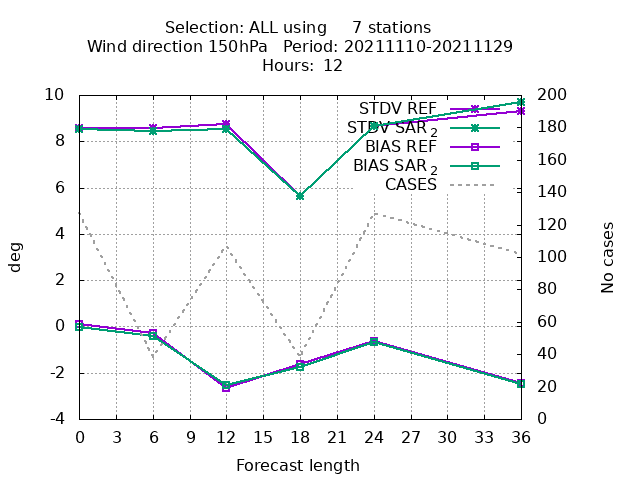 Selection: ALL using 7 stations
Wind direction 150hPa Period: 20211110-20211129
Hours: 12
10
8
6
4
2
0
-2
-4
deg
200
180
160
140
120
100
80
60
40
20
0
No cases
STDV REF
STDV SAR 2
BIAS REF
BIAS SAR 2
CASES
0 3 6 9 12 15 18 21 24 27 30 33 36
Forecast length